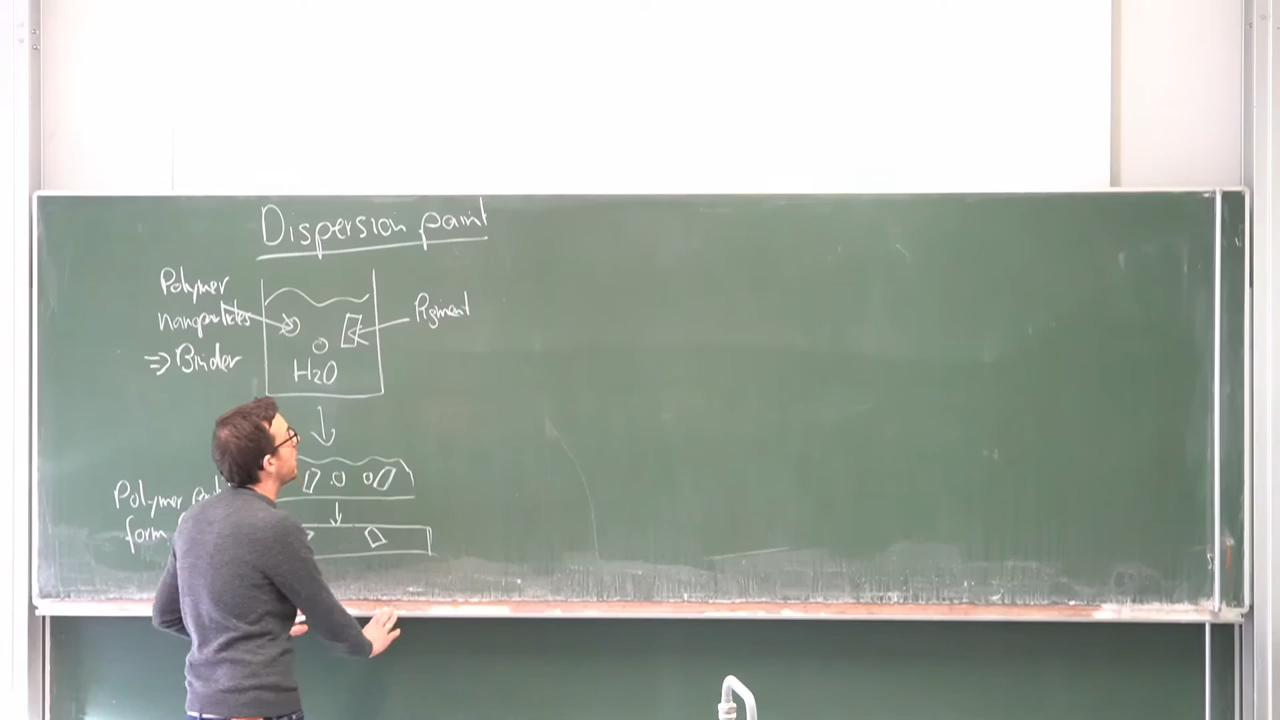 Dispersion paint
Polymer
nanoparticles
⇒ Binder
Pigment
H₂O
Polymer
form